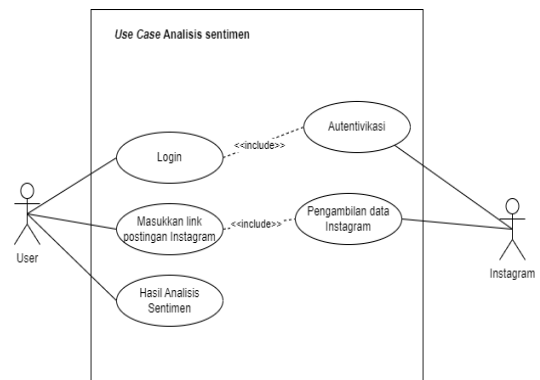 Use Case Analisis sentimen
Autentivikasi
<<include>>
Login
Masukkan link
postingan Instagram
<<include>>
Pengambilan data
Instagram
User
Instagram
Hasil Analisis
Sentimen